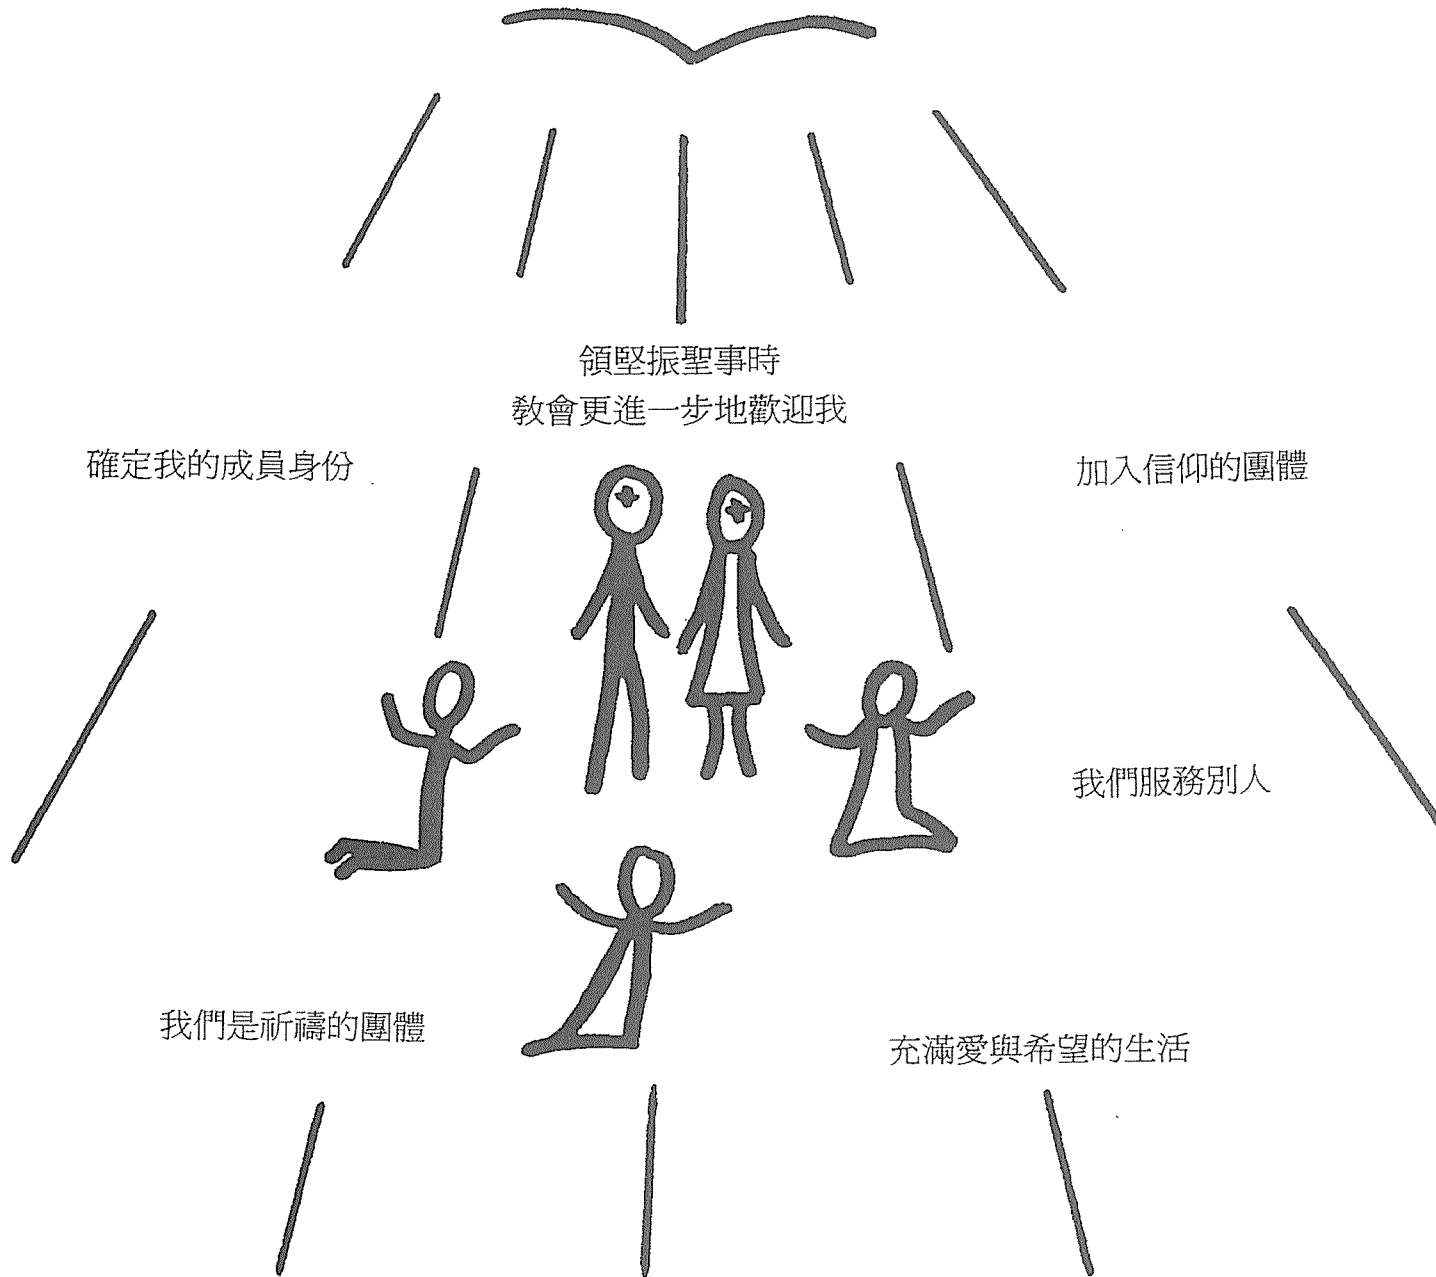 領堅振聖事時
教會更進一步地歡迎我
確定我的成員身份
加入信仰的團體
我們服務別人
我們是祈禱的團體
充滿愛與希望的生活